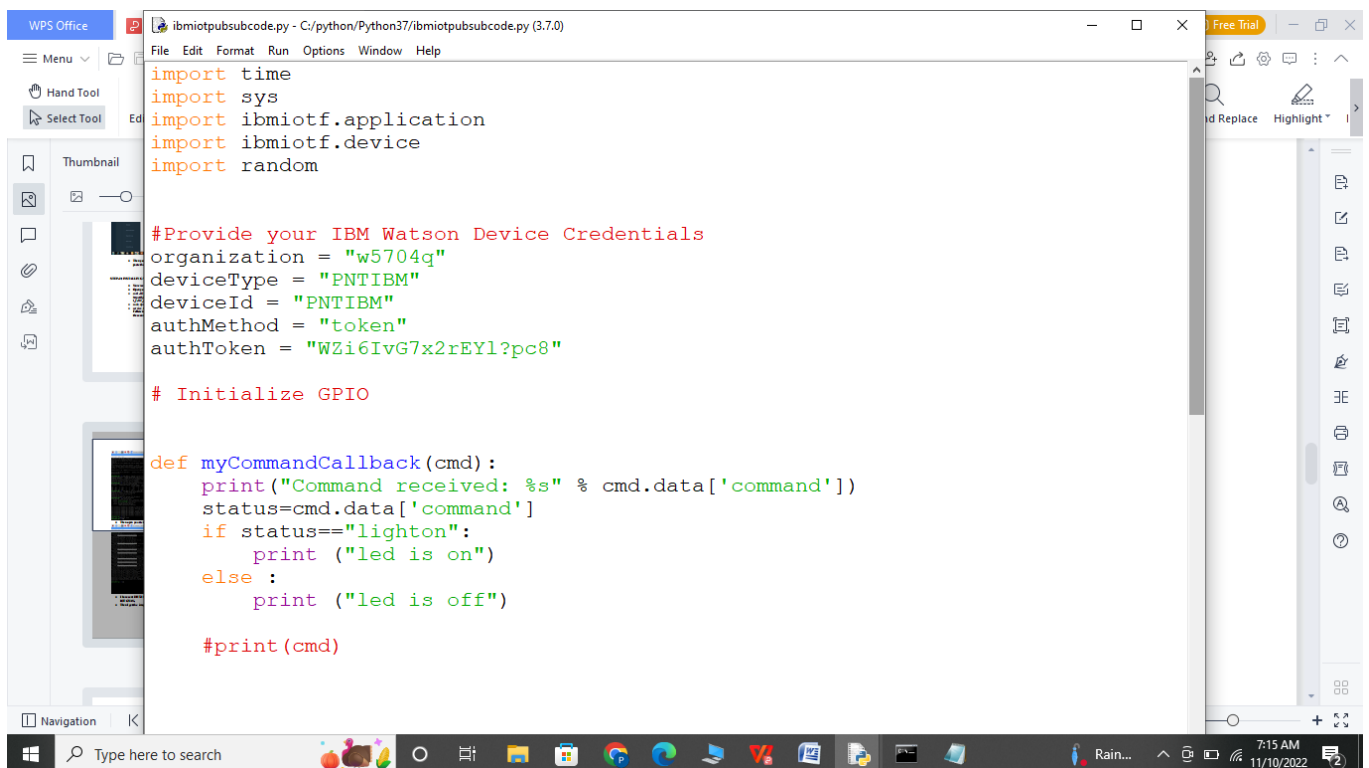 WPS Office
ibmiotpubsubcode.py - C:/python/Python37/ibmiotpubsubcode.py (3.7.0)
Free Trial
File Edit Format Run Options Window Help
Menu
Hand Tool
Select Tool
Replace
Highlight
Thumbnail
import time
import sys
import ibmiotf.application
import ibmiotf.device
import random
#Provide your IBM Watson Device Credentials
organization = "w5704q"
deviceType = "PNTIBM"
deviceId = "PNTIBM"
authMethod = "token"
authToken = "WZi6IvG7x2rEYl?pc8"
# Initialize GPIO
def myCommandCallback(cmd):
    print("Command received: %s" % cmd.data['command'])
    status=cmd.data['command']
    if status=="lighton":
        print ("led is on")
    else :
        print ("led is off")
    #print(cmd)
Navigation
Type here to search
Rain...
7:15 AM
11/10/2022
2